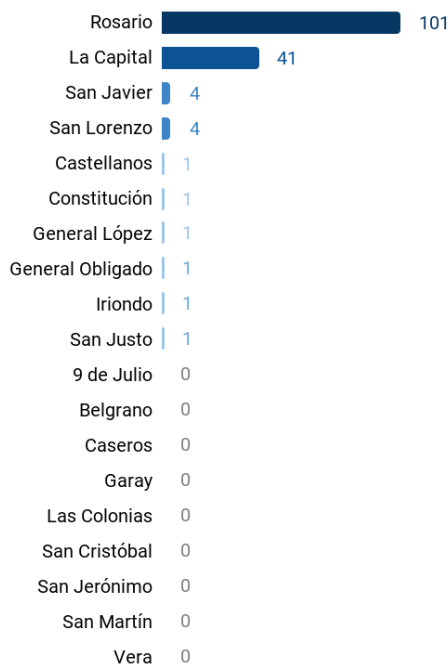 Rosario 101
La Capital 41
San Javier 4
San Lorenzo 4
Castellanos 1
Constitución 1
General López 1
General Obligado 1
Iriondo 1
San Justo 1
9 de Julio 0
Belgrano 0
Caseros 0
Garay 0
Las Colonias 0
San Cristóbal 0
San Jerónimo 0
San Martín 0
Vera 0